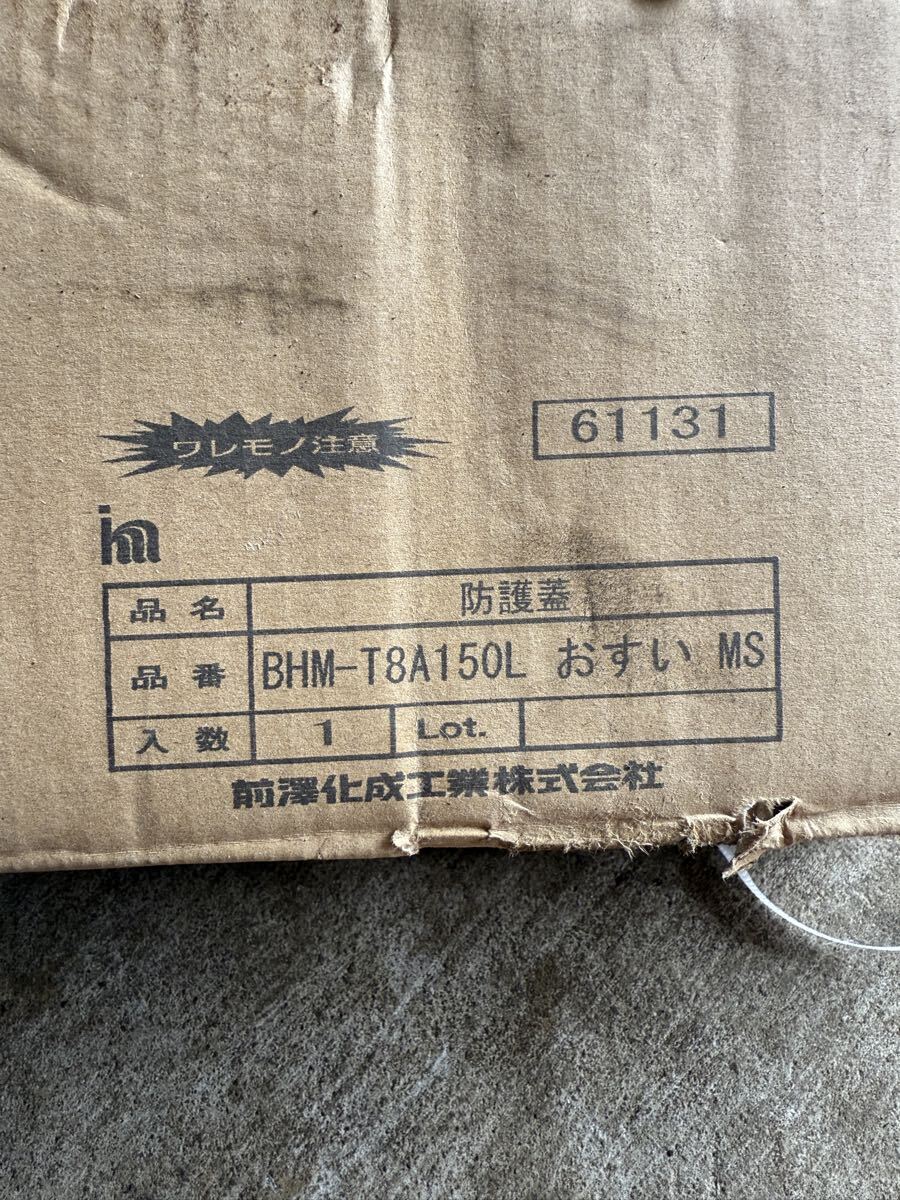 ワレモノ注意
61131
品名 防護蓋
品番 BHM-T8A150L おすい MS
入数 1 Lot.
前澤化成工業株式会社